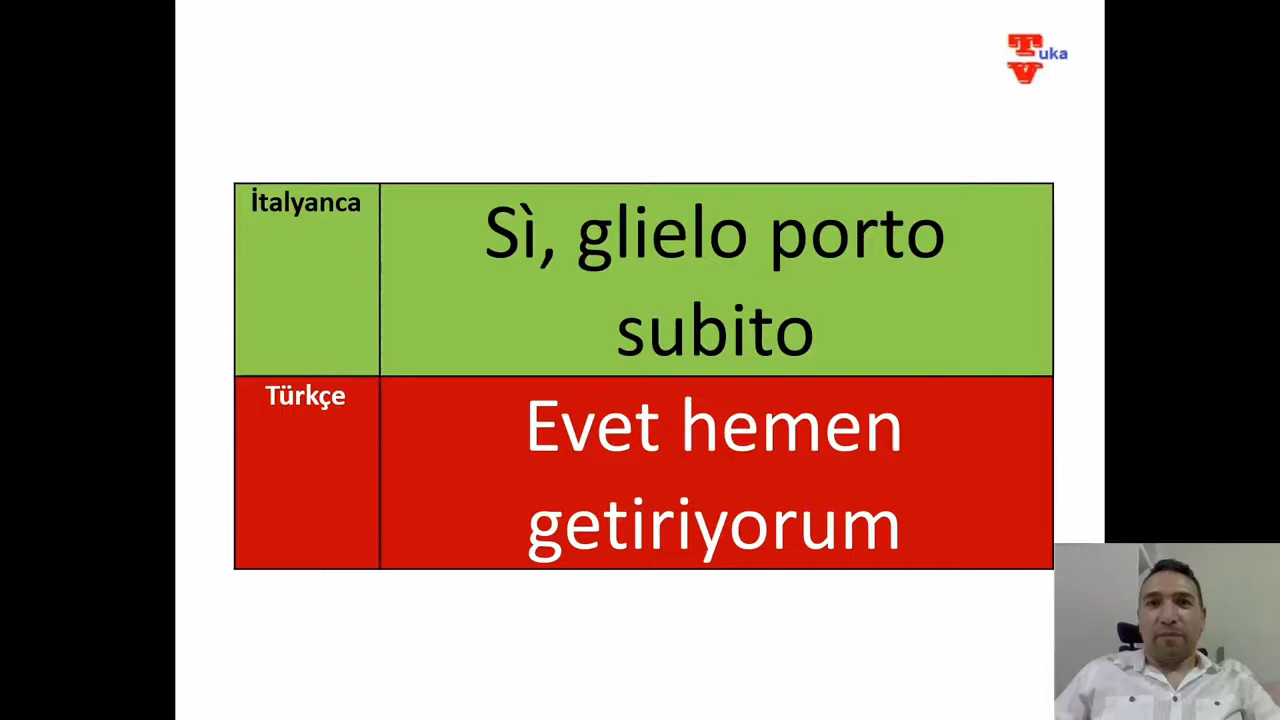 T uka
V
İtalyanca
Sì, glielo porto
subito
Türkçe
Evet hemen
getiriyorum